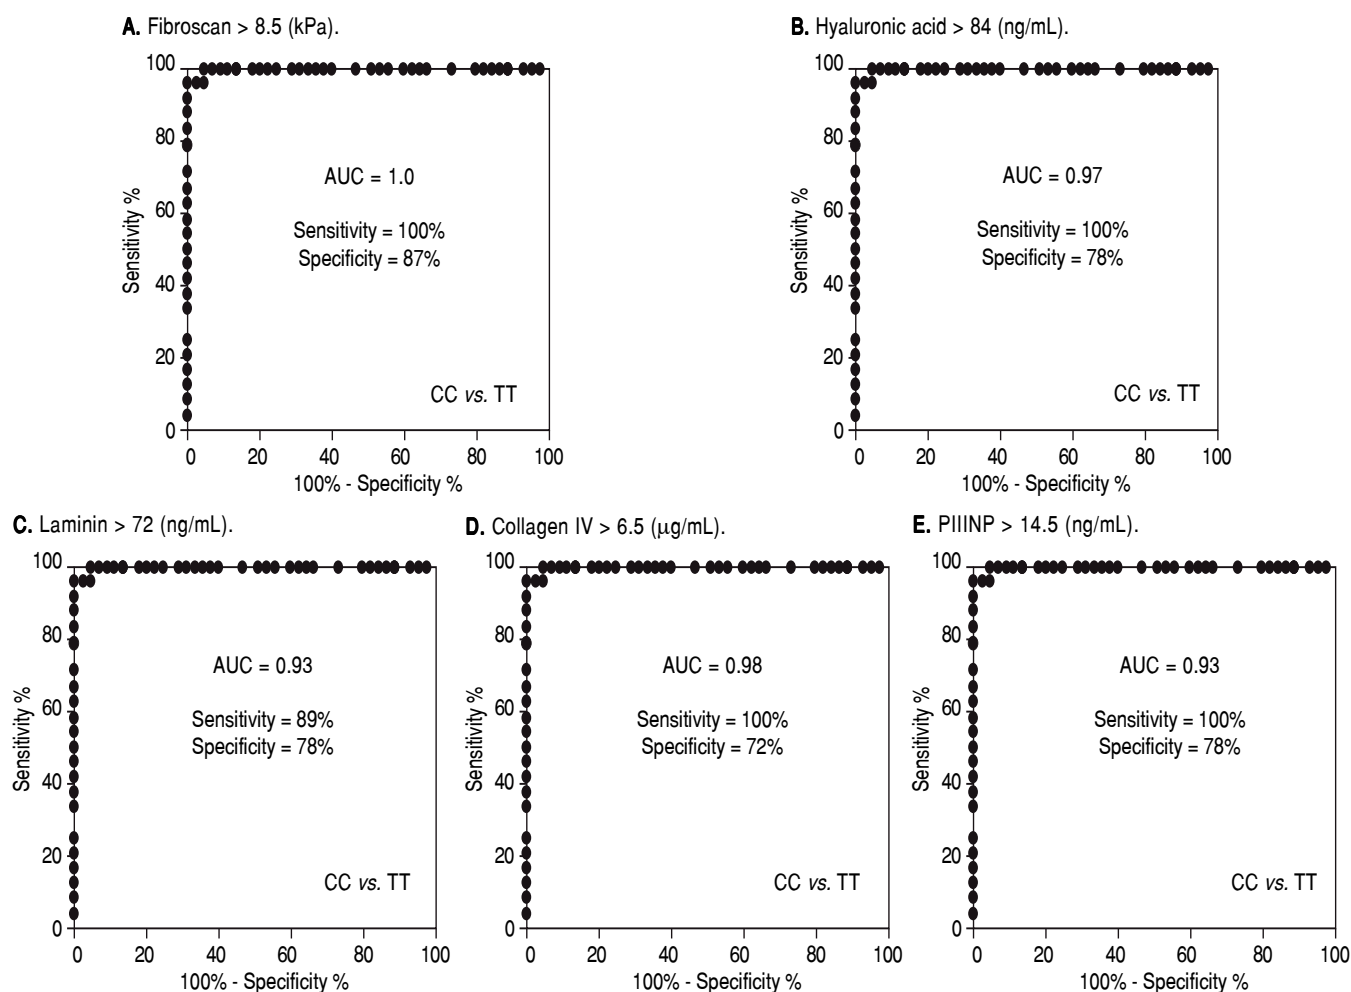 A. Fibroscan > 8.5 (kPa).
100
80
60
40
20
0
Sensitivity %
AUC = 1.0
Sensitivity = 100%
Specificity = 87%
CC vs. TT
0 20 40 60 80 100
100% - Specificity %
B. Hyaluronic acid > 84 (ng/mL).
100
80
60
40
20
0
Sensitivity %
AUC = 0.97
Sensitivity = 100%
Specificity = 78%
CC vs. TT
0 20 40 60 80 100
100% - Specificity %
C. Laminin > 72 (ng/mL).
100
80
60
40
20
0
Sensitivity %
AUC = 0.93
Sensitivity = 89%
Specificity = 78%
CC vs. TT
0 20 40 60 80 100
100% - Specificity %
D. Collagen IV > 6.5 (μg/mL).
100
80
60
40
20
0
Sensitivity %
AUC = 0.98
Sensitivity = 100%
Specificity = 72%
CC vs. TT
0 20 40 60 80 100
100% - Specificity %
E. PIIINP > 14.5 (ng/mL).
100
80
60
40
20
0
Sensitivity %
AUC = 0.93
Sensitivity = 100%
Specificity = 78%
CC vs. TT
0 20 40 60 80 100
100% - Specificity %